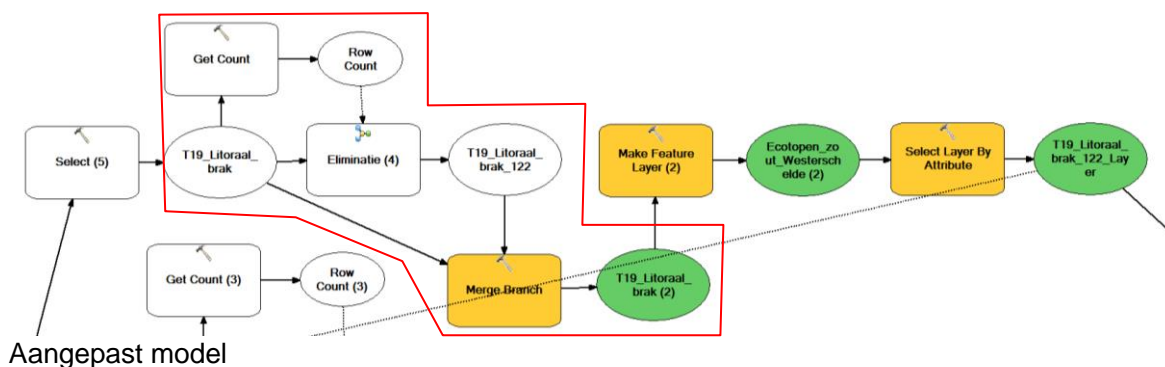 Get Count
Row
Count
Select (5)
T19_Litoraal_
brak
Eliminatie (4)
T19_Litoraal_
brak_122
Make Feature
Layer (2)
Ecotopen_zo
ut_Wester sch
elde (2)
Select Layer By
Attribute
T19_Litoraal_
brak_122_Lay
er
Get Count (3)
Row
Count (3)
Merge Branch
T19_Litoraal_
brak (2)
Aangepast model